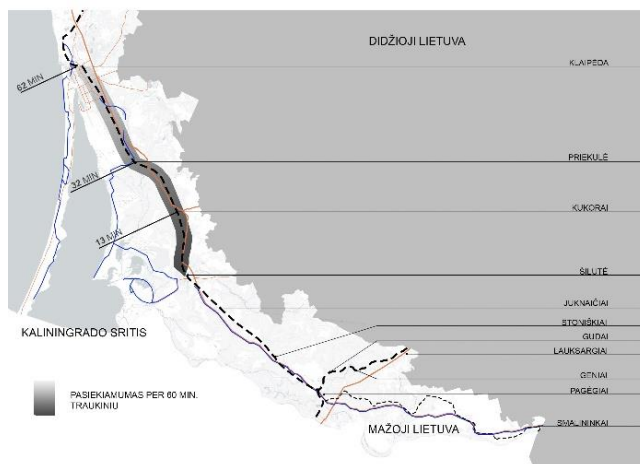 DIDŽIOJI LIETUVA
KLAIPĖDA
62 MIN
PRIEKULĖ
32 MIN
KUKORAI
13 MIN
ŠILUTĖ
JUKNAIČIAI
STONIŠKIAI
KALININGRADO SRITIS
GUDAI
LAUKSARGIAI
GENIAI
PASIEKIAMUMAS PER 60 MIN.
TRAUKINIU
PAGĖGIAI
MAŽOJI LIETUVA
SMALININKAI